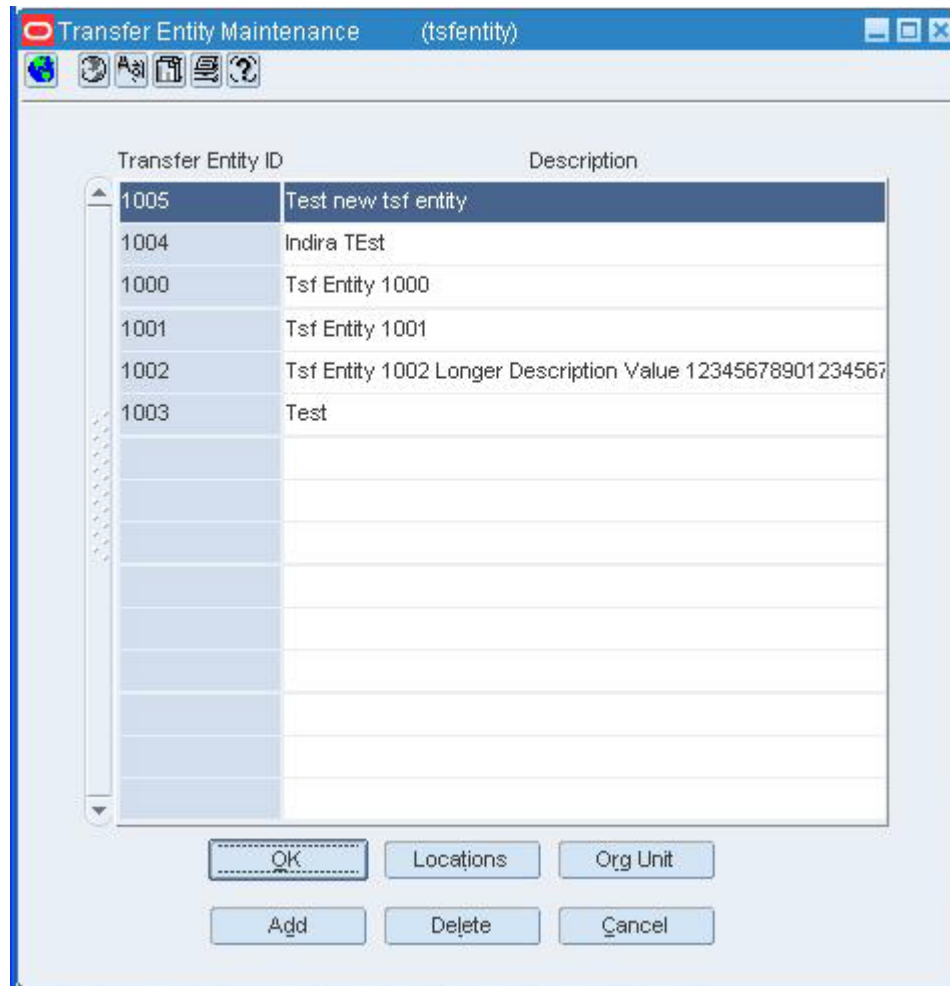 Transfer Entity Maintenance (tsfentity)
Transfer Entity ID Description
1005 Test new tsf entity
1004 Indira TEst
1000 Tsf Entity 1000
1001 Tsf Entity 1001
1002 Tsf Entity 1002 Longer Description Value 12345678901234567
1003 Test
OK Locations Org Unit
Add Delete Cancel